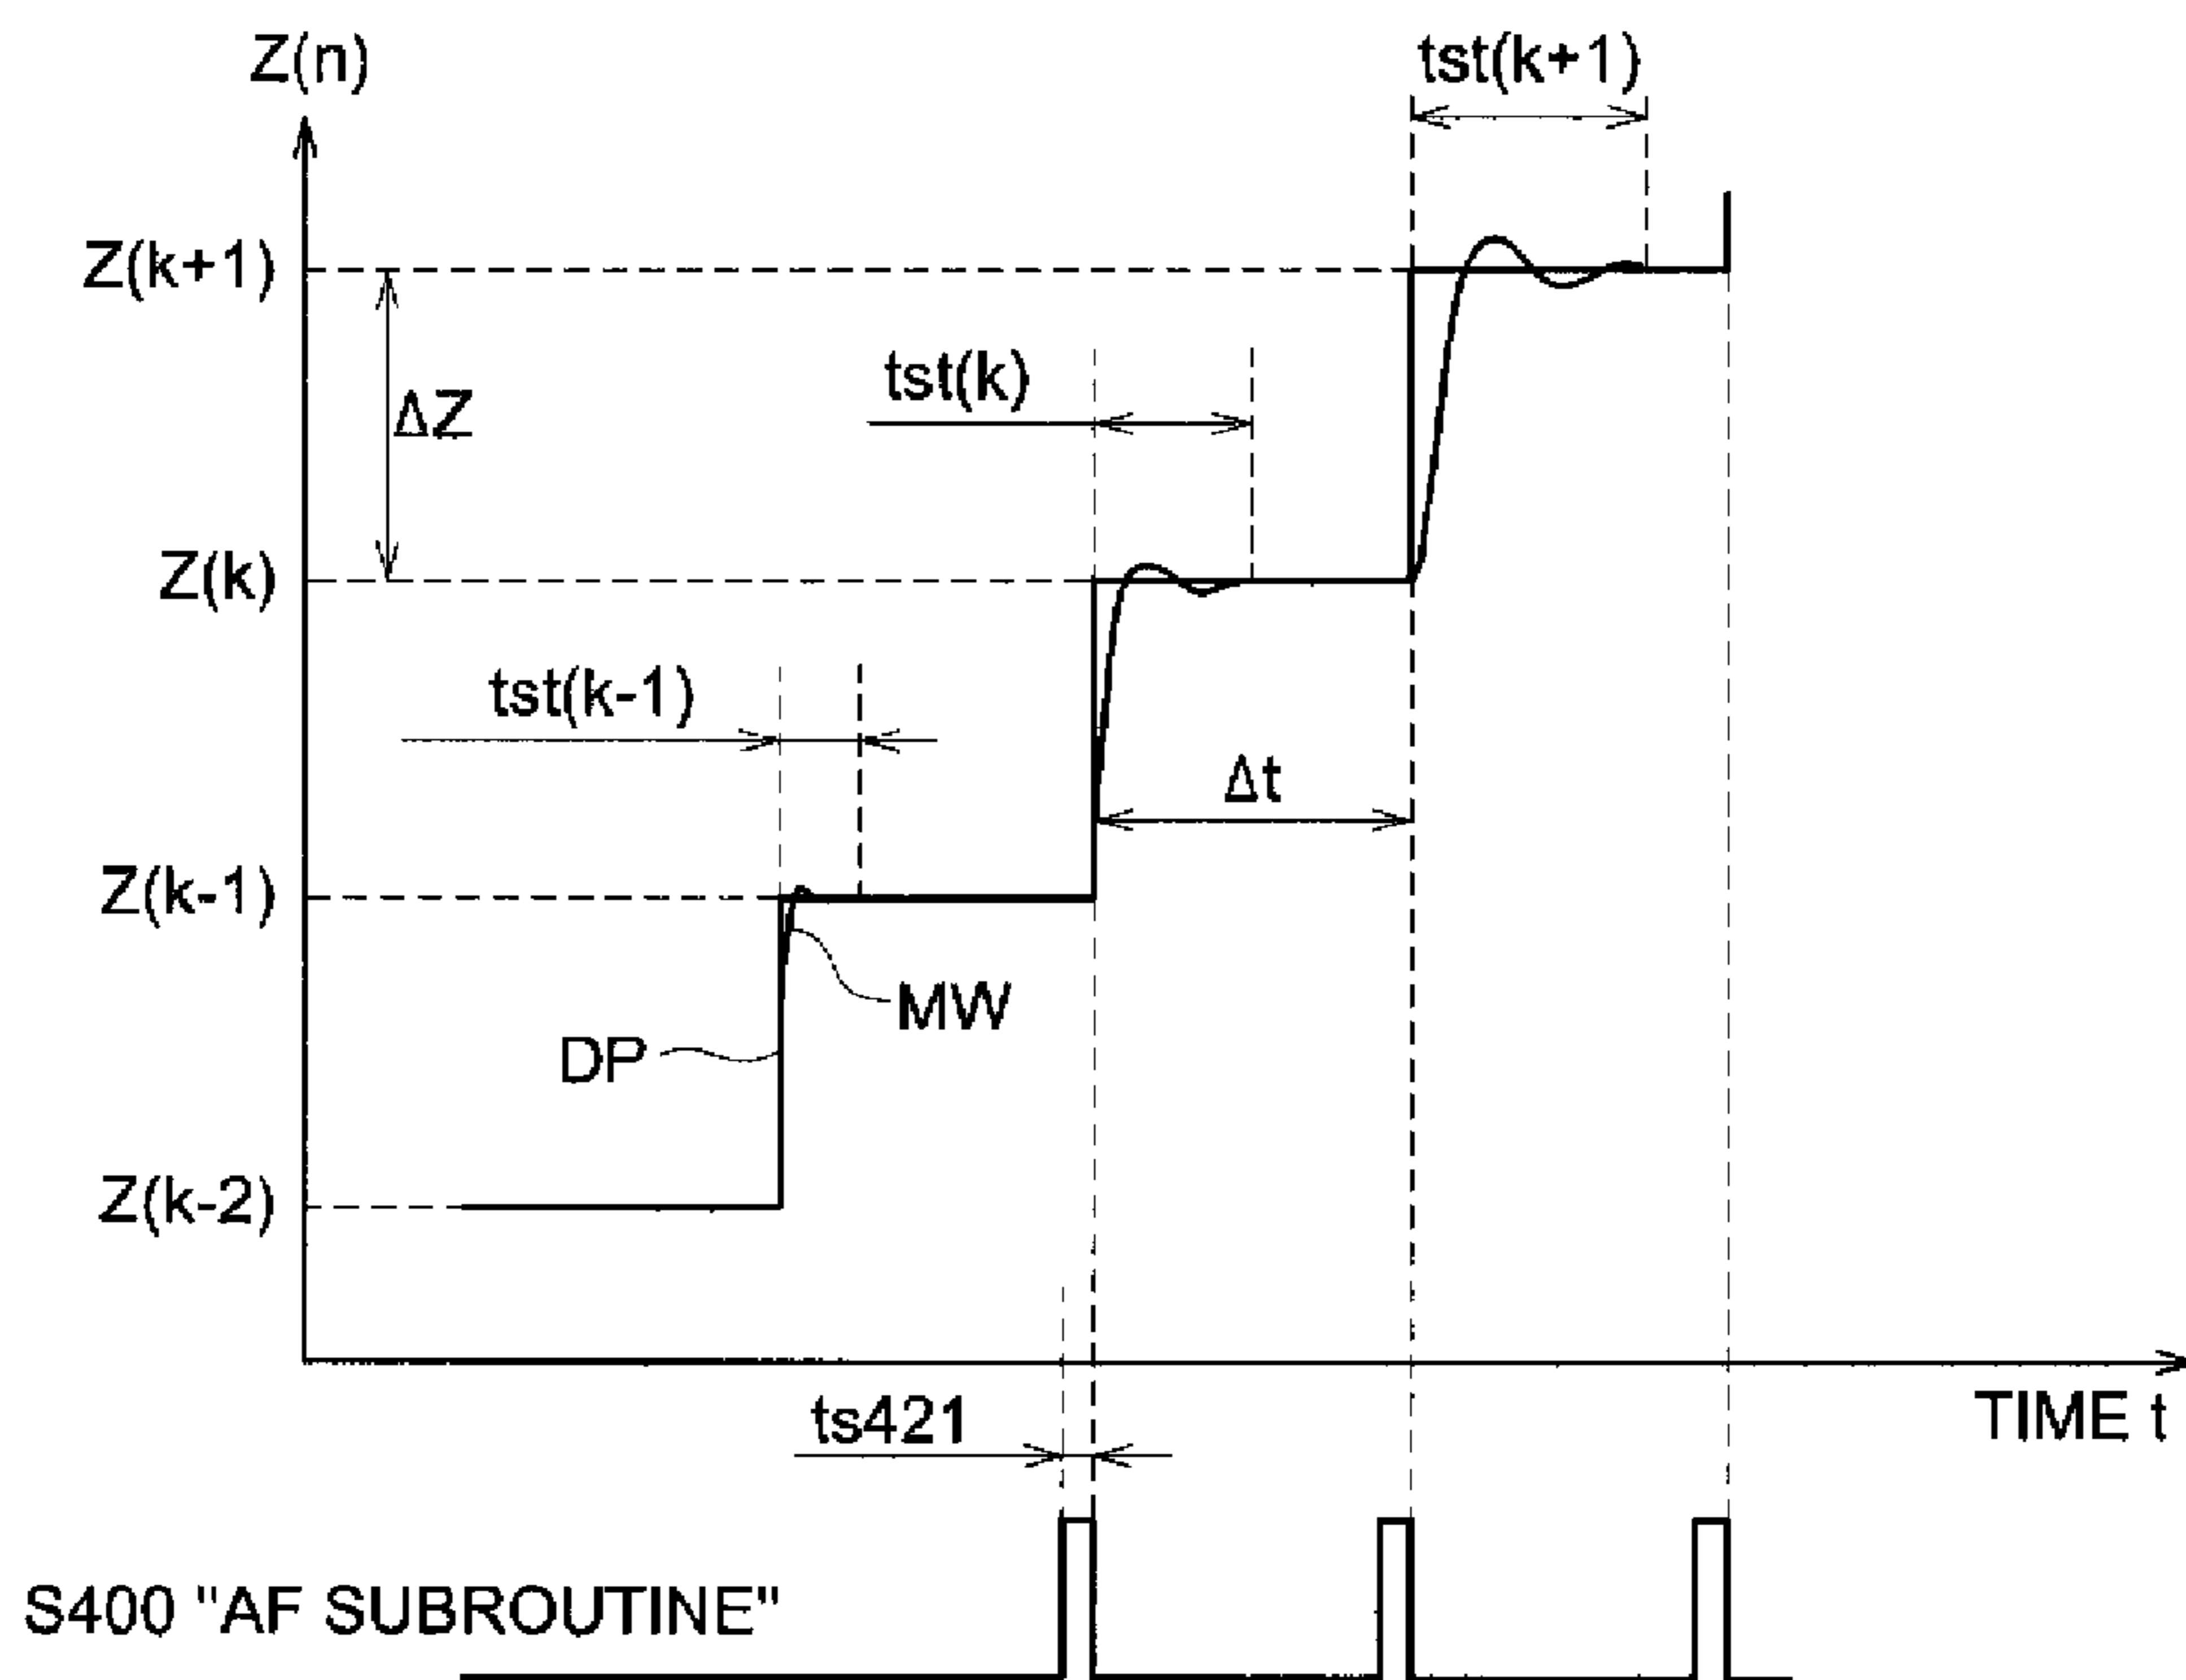 Z(n)
tst(k+1)
Z(k+1)
tst(k)
ΔZ
Z(k)
tst(k-1)
Δt
Z(k-1)
MW
DP
Z(k-2)
TIME t
ts421
S400 "AF SUBROUTINE"